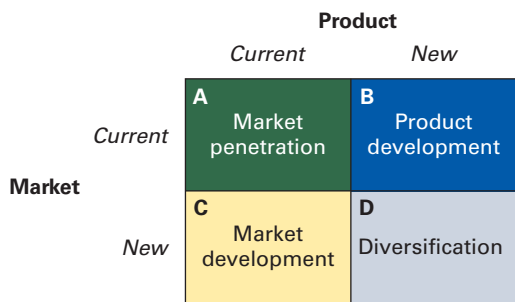 Product
Current New
A
Market
penetration
B
Product
development
Current
Market
C
Market
development
D
Diversification
New